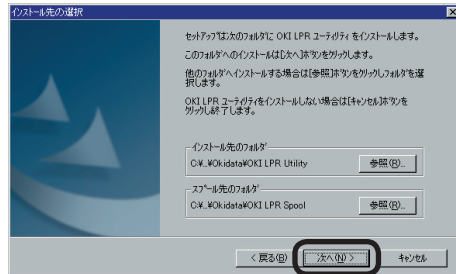 インストール先の選択
セットアップは次のフォルダに OKI LPR ユーティリティ をインストールします。
このフォルダへのインストールは[次へ]ボタンをクリックします。
他のフォルダへインストールする場合は[参照]ボタンをクリックしフォルダを選
択します。
OKI LPR ユーティリティをインストールしない場合は[キャンセル]ボタンを
クリックし終了します。
インストール先のフォルダ
C:¥...¥Okidata¥OKI LPR Utility
参照(R)...
スプール先のフォルダ
C:¥...¥Okidata¥OKI LPR Spool
参照(R)...
< 戻る(B)
次へ(N) >
キャンセル